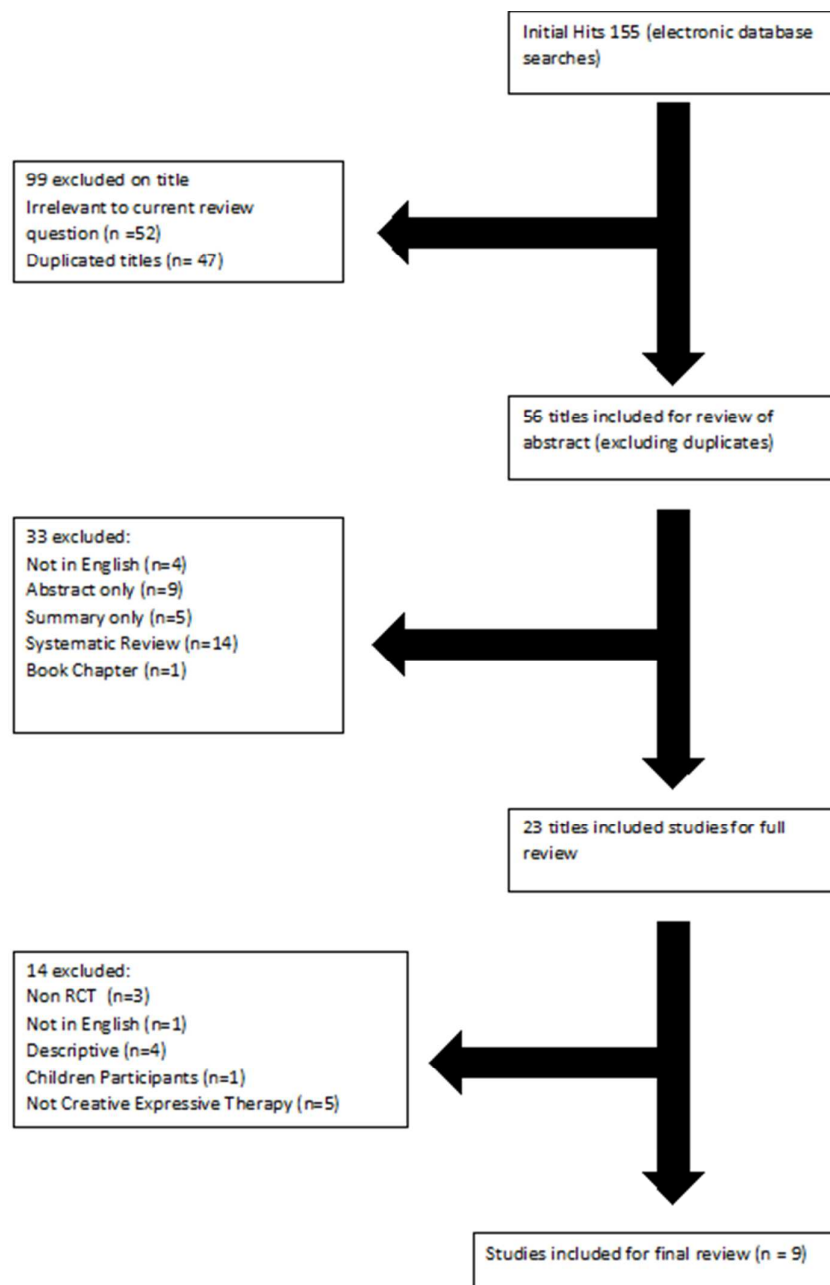 Initial Hits 155 (electronic database
searches)
99 excluded on title
Irrelevant to current review
question (n =52)
Duplicated titles (n= 47)
56 titles included for review of
abstract (excluding duplicates)
33 excluded:
Not in English (n=4)
Abstract only (n=9)
Summary only (n=5)
Systematic Review (n=14)
Book Chapter (n=1)
23 titles included studies for full
review
14 excluded:
Non RCT (n=3)
Not in English (n=1)
Descriptive (n=4)
Children Participants (n=1)
Not Creative Expressive Therapy (n=5)
Studies included for final review (n = 9)